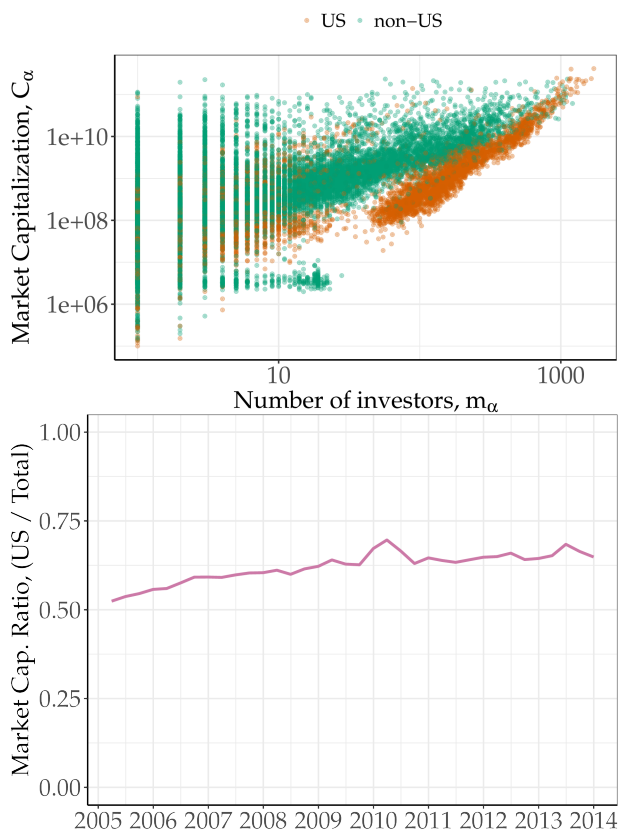 US non−US
Market Capitalization, Cα
1e+10
1e+08
1e+06
10 1000
Number of investors, mα
Market Cap. Ratio, (US / Total)
1.00
0.75
0.50
0.25
0.00
2005 2006 2007 2008 2009 2010 2011 2012 2013 2014